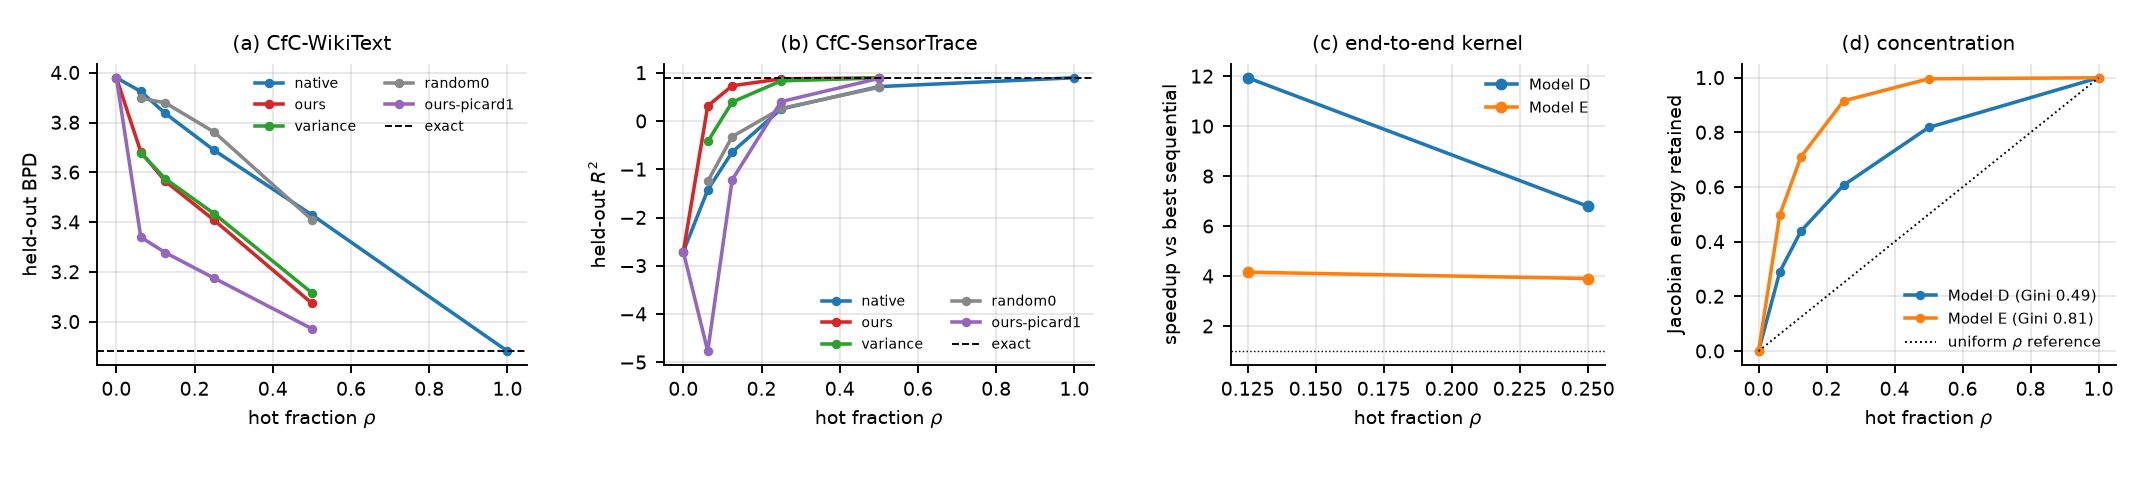 (a) CfC-WikiText
held-out BPD
4.0
3.8
3.6
3.4
3.2
3.0
native
ours
variance
random0
ours-picard1
exact
0.0 0.2 0.4 0.6 0.8 1.0
hot fraction ρ
(b) CfC-SensorTrace
held-out R²
1
0
−1
−2
−3
−4
−5
native
ours
variance
random0
ours-picard1
exact
0.0 0.2 0.4 0.6 0.8 1.0
hot fraction ρ
(c) end-to-end kernel
speedup vs best sequential
12
10
8
6
4
2
Model D
Model E
0.125 0.150 0.175 0.200 0.225 0.250
hot fraction ρ
(d) concentration
Jacobian energy retained
1.0
0.8
0.6
0.4
0.2
0.0
Model D (Gini 0.49)
Model E (Gini 0.81)
uniform ρ reference
0.0 0.2 0.4 0.6 0.8 1.0
hot fraction ρ